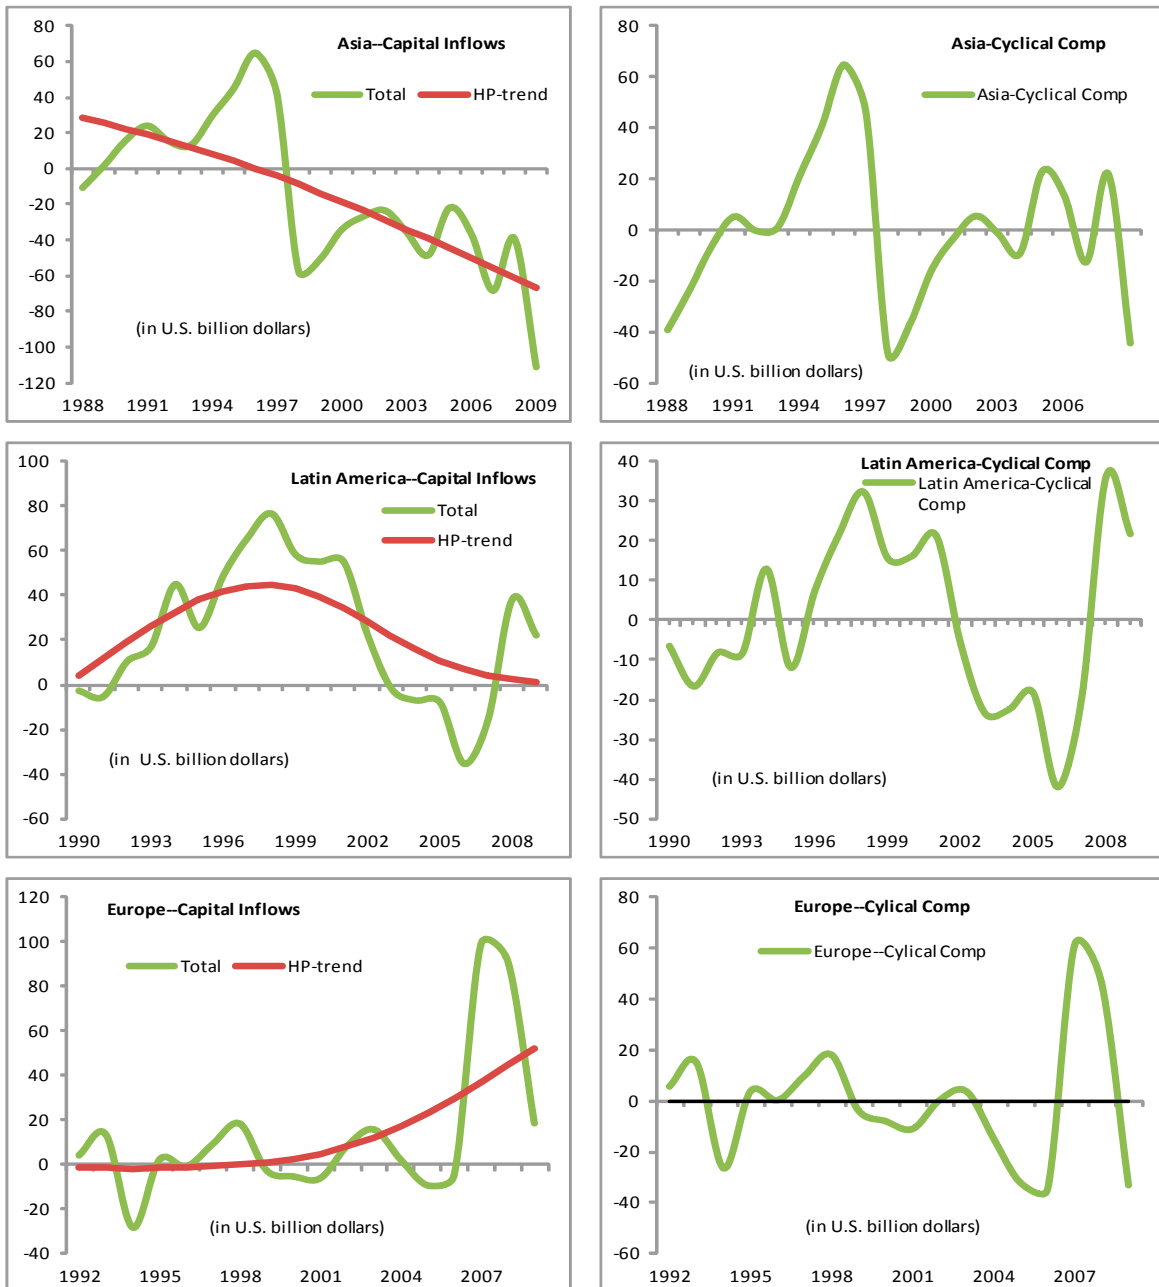 Asia--Capital Inflows
Total
HP-trend
80
60
40
20
0
-20
-40
-60
-80
-100
-120
(in U.S. billion dollars)
1988 1991 1994 1997 2000 2003 2006 2009
Asia-Cyclical Comp
Asia-Cyclical Comp
80
60
40
20
0
-20
-40
-60
(in U.S. billion dollars)
1988 1991 1994 1997 2000 2003 2006
Latin America--Capital Inflows
Total
HP-trend
100
80
60
40
20
0
-20
-40
-60
(in U.S. billion dollars)
1990 1993 1996 1999 2002 2005 2008
Latin America-Cyclical Comp
Latin America-Cyclical
Comp
40
30
20
10
0
-10
-20
-30
-40
-50
(in U.S. billion dollars)
1990 1993 1996 1999 2002 2005 2008
Europe--Capital Inflows
Total
HP-trend
120
100
80
60
40
20
0
-20
-40
(in U.S. billion dollars)
1992 1995 1998 2001 2004 2007
Europe--Cylical Comp
Europe--Cylical Comp
80
60
40
20
0
-20
-40
-60
(in U.S. billion dollars)
1992 1995 1998 2001 2004 2007